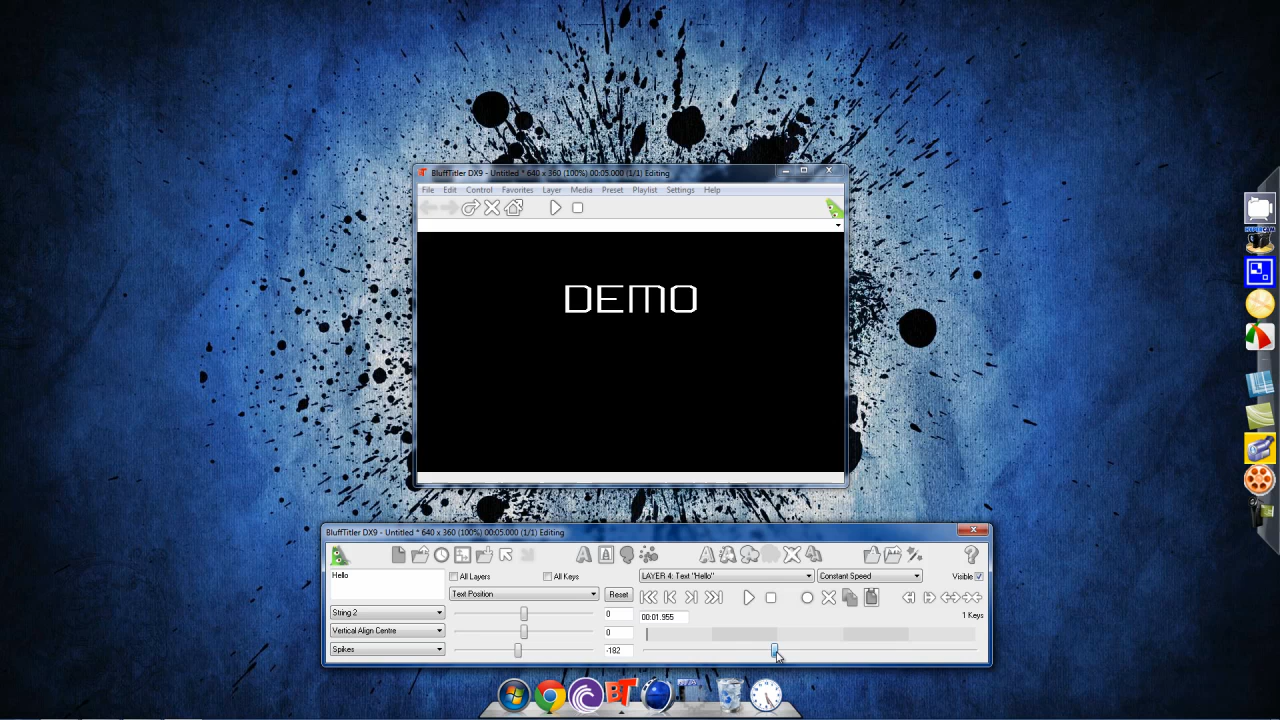 BluffTitler DX9 - Untitled * 640 x 360 (100%) 00:05.000 (1/1) Editing
File Edit Control Favorites Layer Media Preset Playlist Settings Help
DEMO
BluffTitler DX9 - Untitled * 640 x 360 (100%) 00:05.000 (1/1) Editing
Hello
All Layers
All Keys
LAYER 4: Text "Hello"
Constant Speed
Visible
Text Position
Reset
String 2
0
00:01.955
1 Keys
Vertical Align Centre
0
Spikes
-182
BT